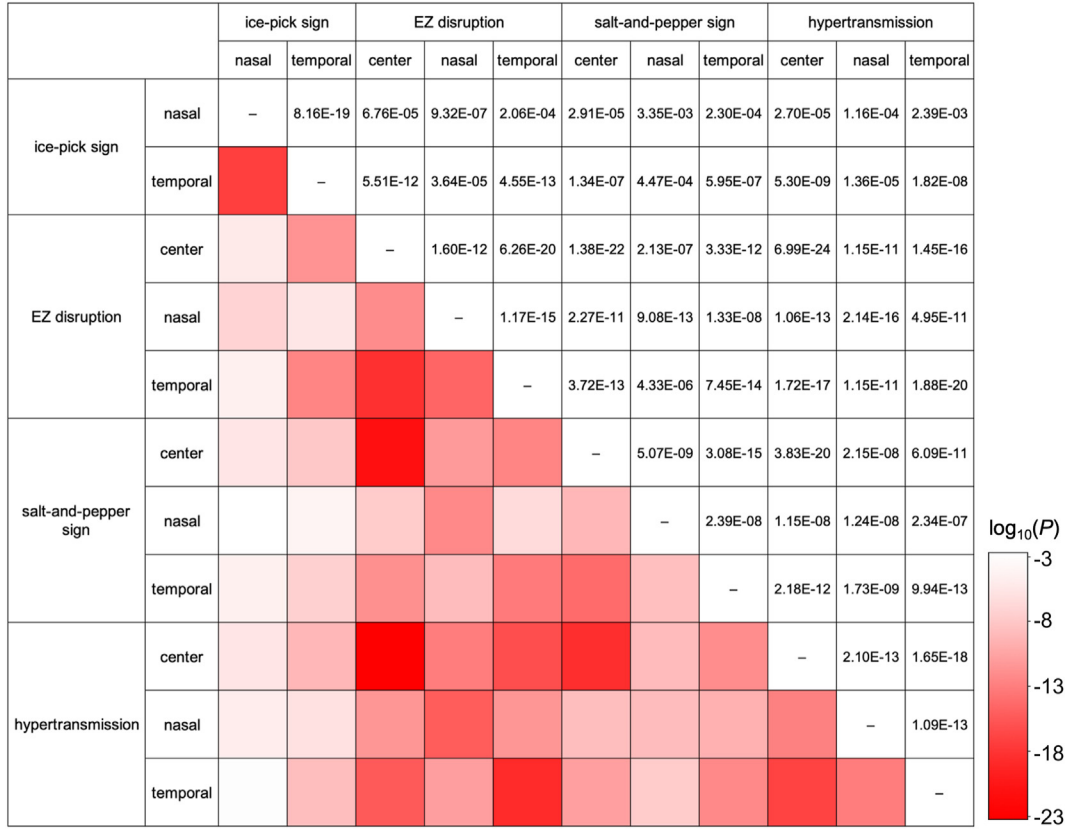 ice-pick sign EZ disruption salt-and-pepper sign hypertransmission
nasal temporal center nasal temporal center nasal temporal center nasal temporal
ice-pick sign
nasal – 8.16E-19 6.76E-05 9.32E-07 2.06E-04 2.91E-05 3.35E-03 2.30E-04 2.70E-05 1.16E-04 2.39E-03
temporal – 5.51E-12 3.64E-05 4.55E-13 1.34E-07 4.47E-04 5.95E-07 5.30E-09 1.36E-05 1.82E-08
EZ disruption
center – 1.60E-12 6.26E-20 1.38E-22 2.13E-07 3.33E-12 6.99E-24 1.15E-11 1.45E-16
nasal – 1.17E-15 2.27E-11 9.08E-13 1.33E-08 1.06E-13 2.14E-16 4.95E-11
temporal – 3.72E-13 4.33E-06 7.45E-14 1.72E-17 1.15E-11 1.88E-20
salt-and-pepper
sign
center – 5.07E-09 3.08E-15 3.83E-20 2.15E-08 6.09E-11
nasal – 2.39E-08 1.15E-08 1.24E-08 2.34E-07
temporal – 2.18E-12 1.73E-09 9.94E-13
hypertransmission
center – 2.10E-13 1.65E-18
nasal – 1.09E-13
temporal –
log₁₀(P)
-3
-8
-13
-18
-23